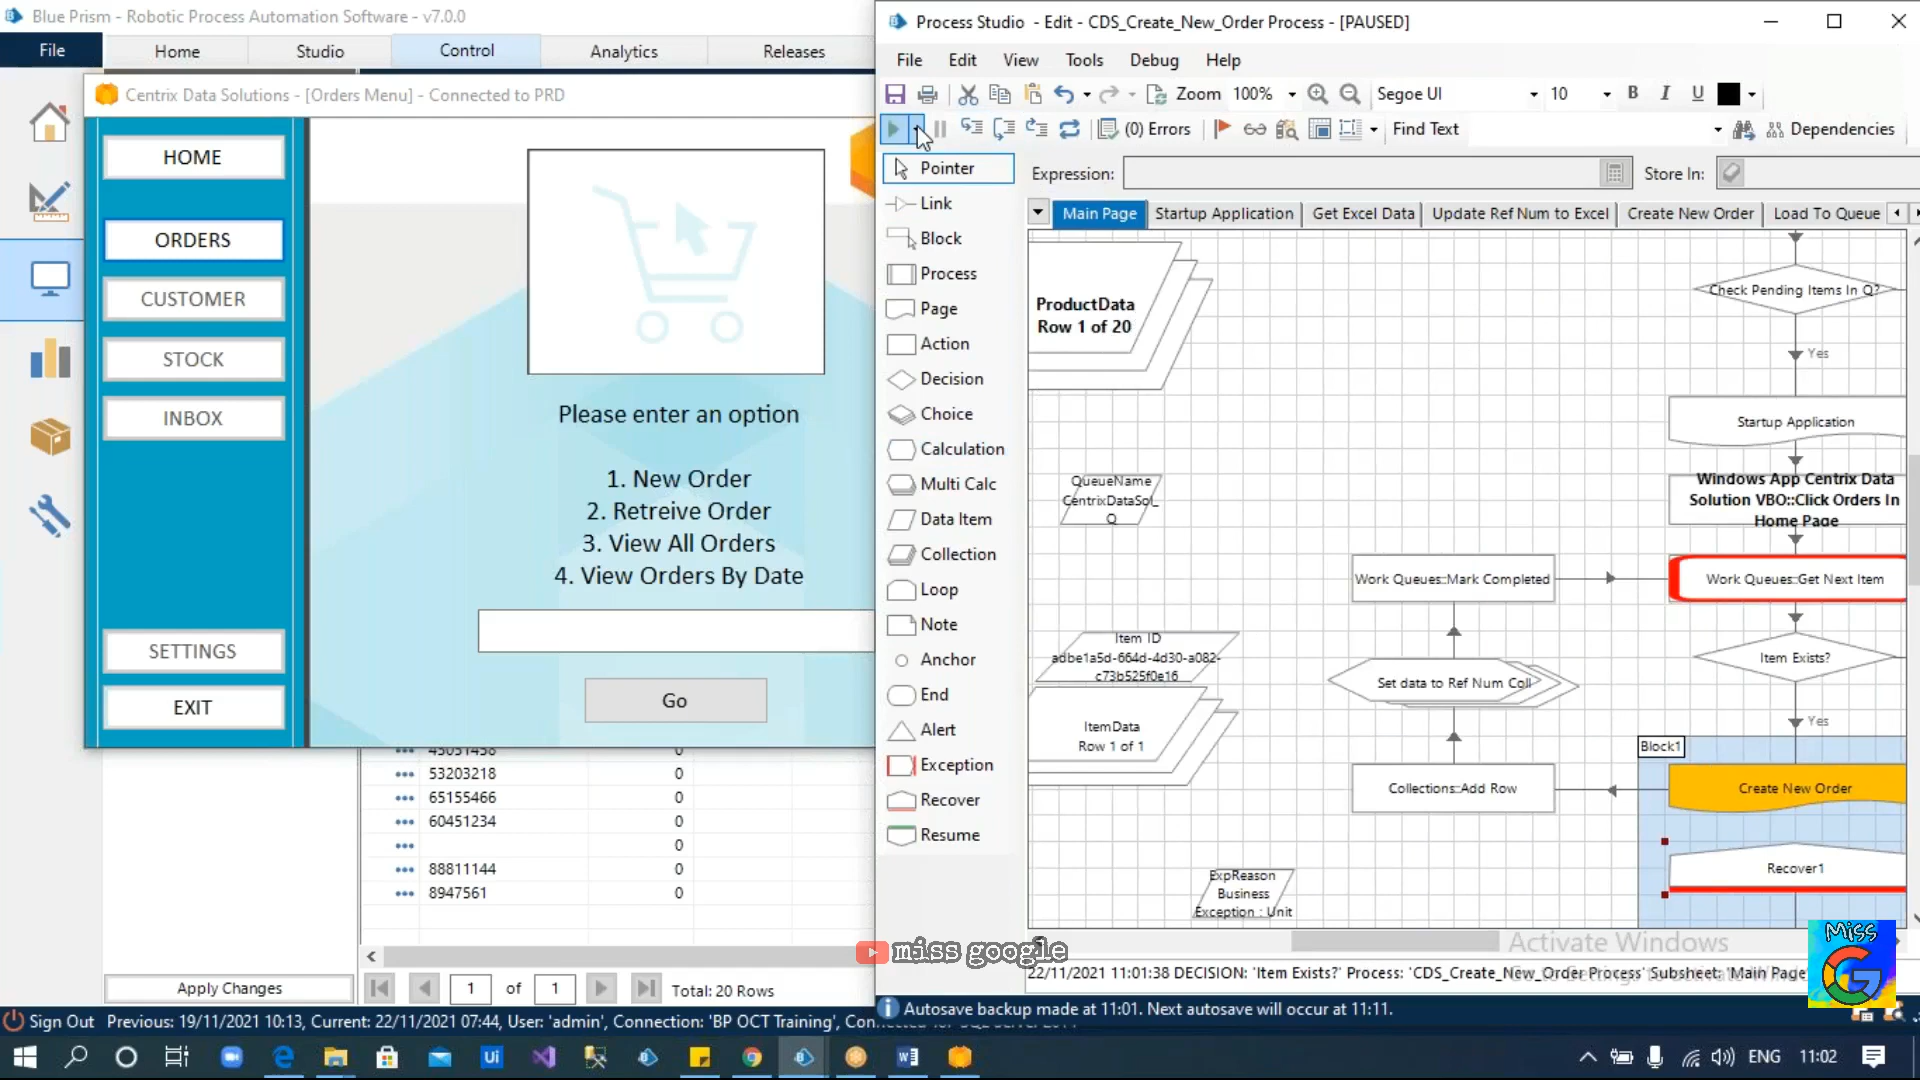 Blue Prism - Robotic Process Automation Software - v7.0.0
File
Home
Studio
Control
Analytics
Releases
Centrix Data Solutions - [Orders Menu] - Connected to PRD
HOME
ORDERS
CUSTOMER
STOCK
INBOX
SETTINGS
EXIT
Please enter an option
1. New Order
2. Retreive Order
3. View All Orders
4. View Orders By Date
Go
53203218 0
65155466 0
60451234 0
0
88811144 0
8947561 0
Apply Changes
1 of 1
Total: 20 Rows
Sign Out Previous: 19/11/2021 10:13, Current: 22/11/2021 07:44, User: 'admin', Connection: 'BP OCT Training',
Process Studio - Edit - CDS_Create_New_Order Process - [PAUSED]
File Edit View Tools Debug Help
Zoom 100% Segoe UI 10 B I U
(0) Errors Find Text Dependencies
Expression: Store In:
Pointer
Link
Block
Process
Page
Action
Decision
Choice
Calculation
Multi Calc
Data Item
Collection
Loop
Note
Anchor
End
Alert
Exception
Recover
Resume
Main Page
Startup Application
Get Excel Data
Update Ref Num to Excel
Create New Order
Load To Queue
ProductData
Row 1 of 20
QueueName
CentrixDataSol_
Q
Item ID
adbe1a5d-664d-4d30-a082-
c73b525f0e16
ItemData
Row 1 of 1
ExpReason
Business
Exception : Unit
Work Queues::Mark Completed
Set data to Ref Num Coll
Collections::Add Row
Check Pending Items In Q?
Yes
Startup Application
Windows App Centrix Data
Solution VBO::Click Orders In
Home Page
Work Queues::Get Next Item
Item Exists?
Yes
Block1
Create New Order
Recover1
Activate Windows
miss google
Miss
G
22/11/2021 11:01:38 DECISION: 'Item Exists?' Process: 'CDS_Create_New_Order Process' Subsheet: 'Main Page'
Autosave backup made at 11:01. Next autosave will occur at 11:11.
Ui
ENG 11:02